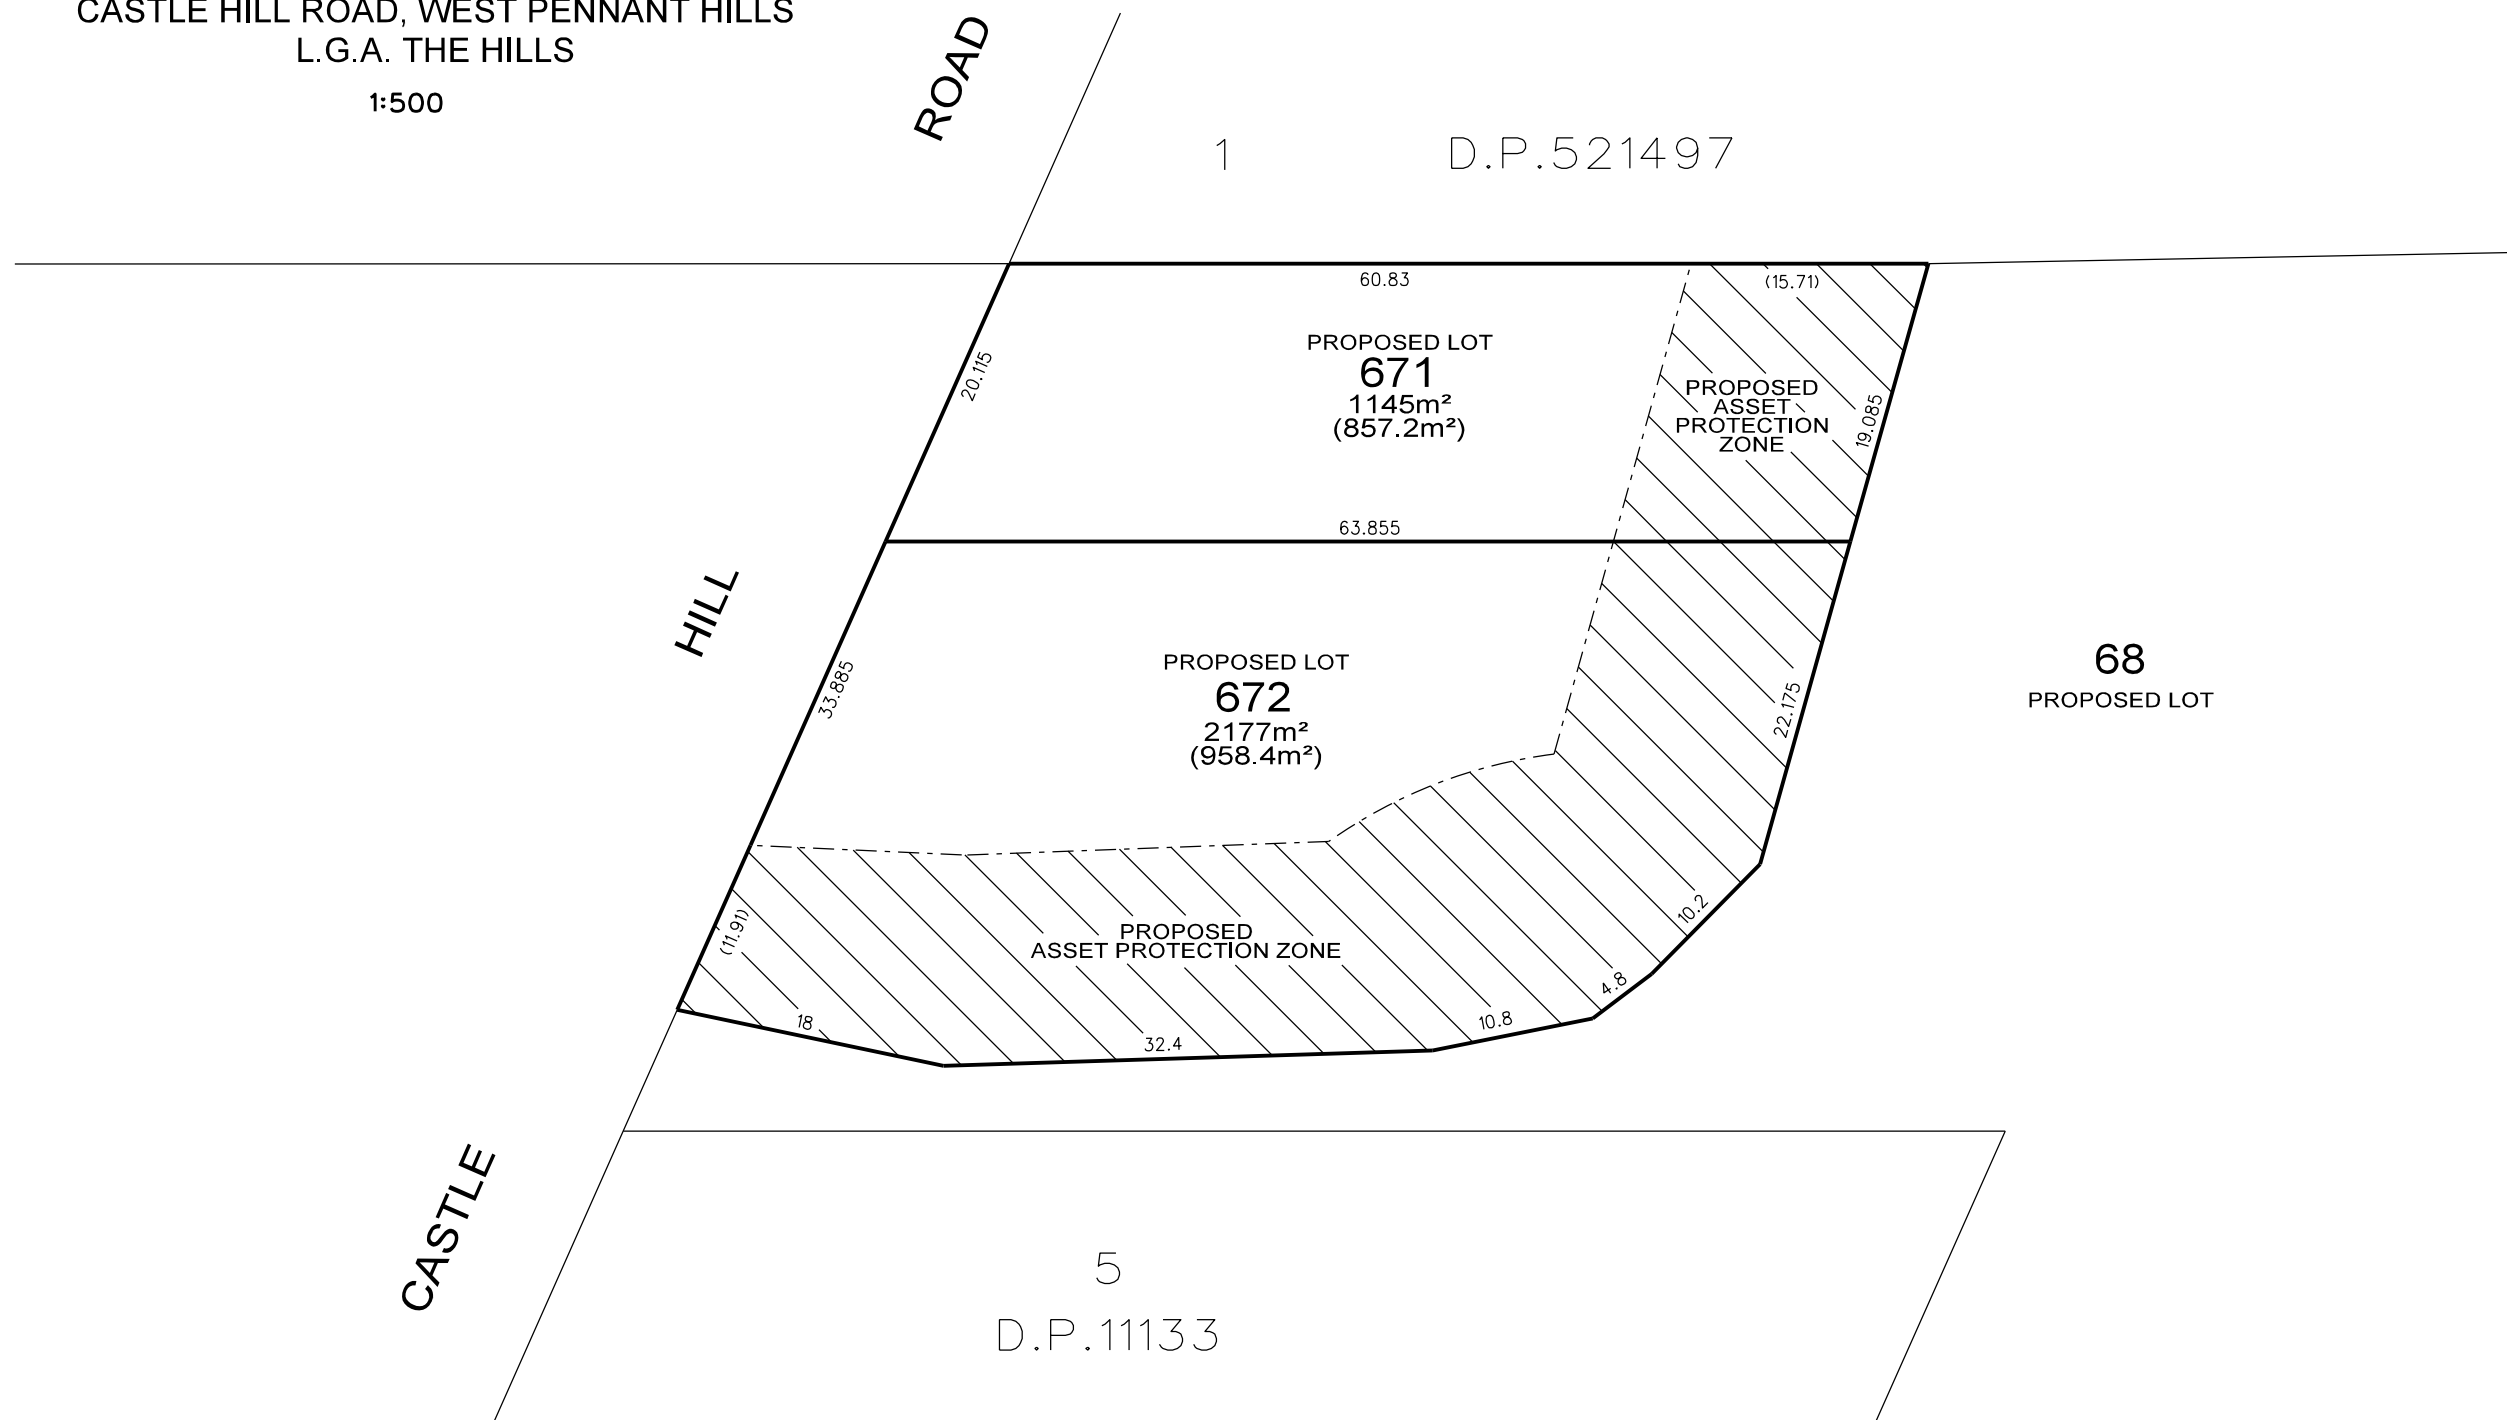 CASTLE HILL ROAD, WEST PENNANT HILLS
L.G.A. THE HILLS
1:500
ROAD
1 D.P.521497
60.83
(15.71)
PROPOSED LOT
671
1145m²
(857.2m²)
20.115
PROPOSED
ASSET
PROTECTION
ZONE
19.085
63.855
HILL
33.885
PROPOSED LOT
672
2177m²
(958.4m²)
22.175
68
PROPOSED LOT
(11.91)
PROPOSED
ASSET PROTECTION ZONE
10.2
4.8
10.8
18
32.4
CASTLE
5
D.P.11133